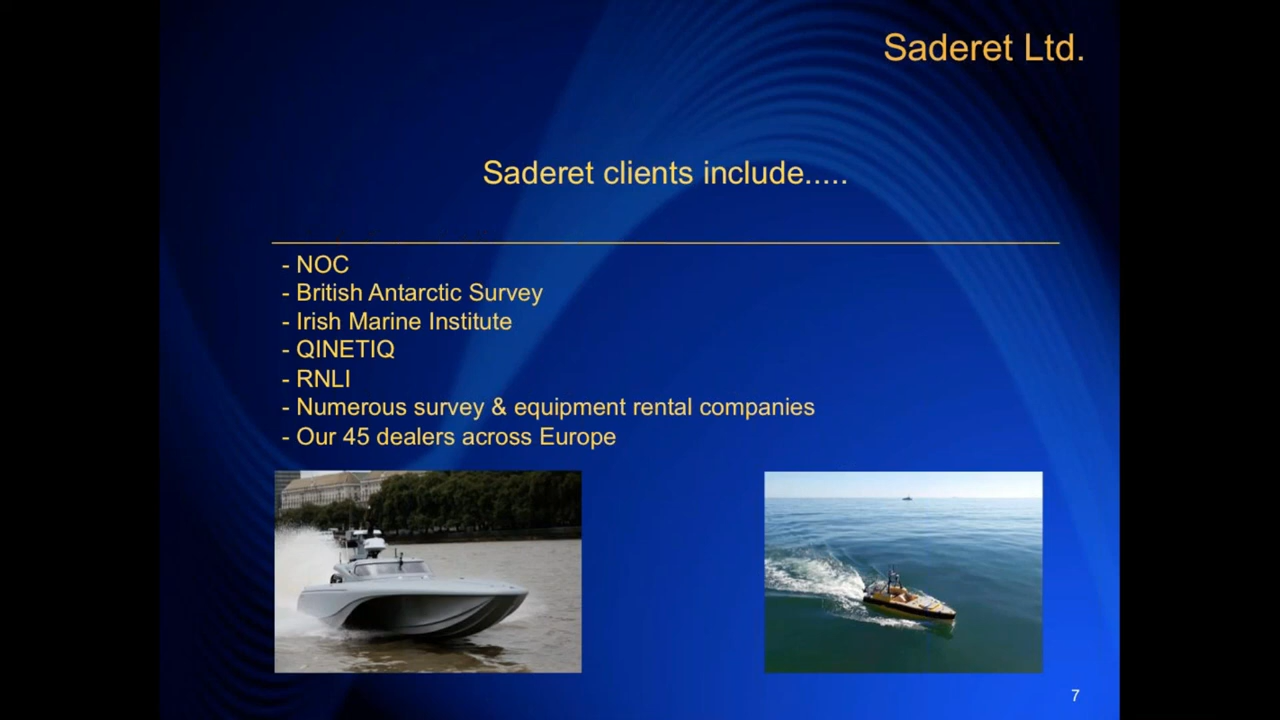 Saderet Ltd.
Saderet clients include.....
- NOC
- British Antarctic Survey
- Irish Marine Institute
- QINETIQ
- RNLI
- Numerous survey & equipment rental companies
- Our 45 dealers across Europe
7